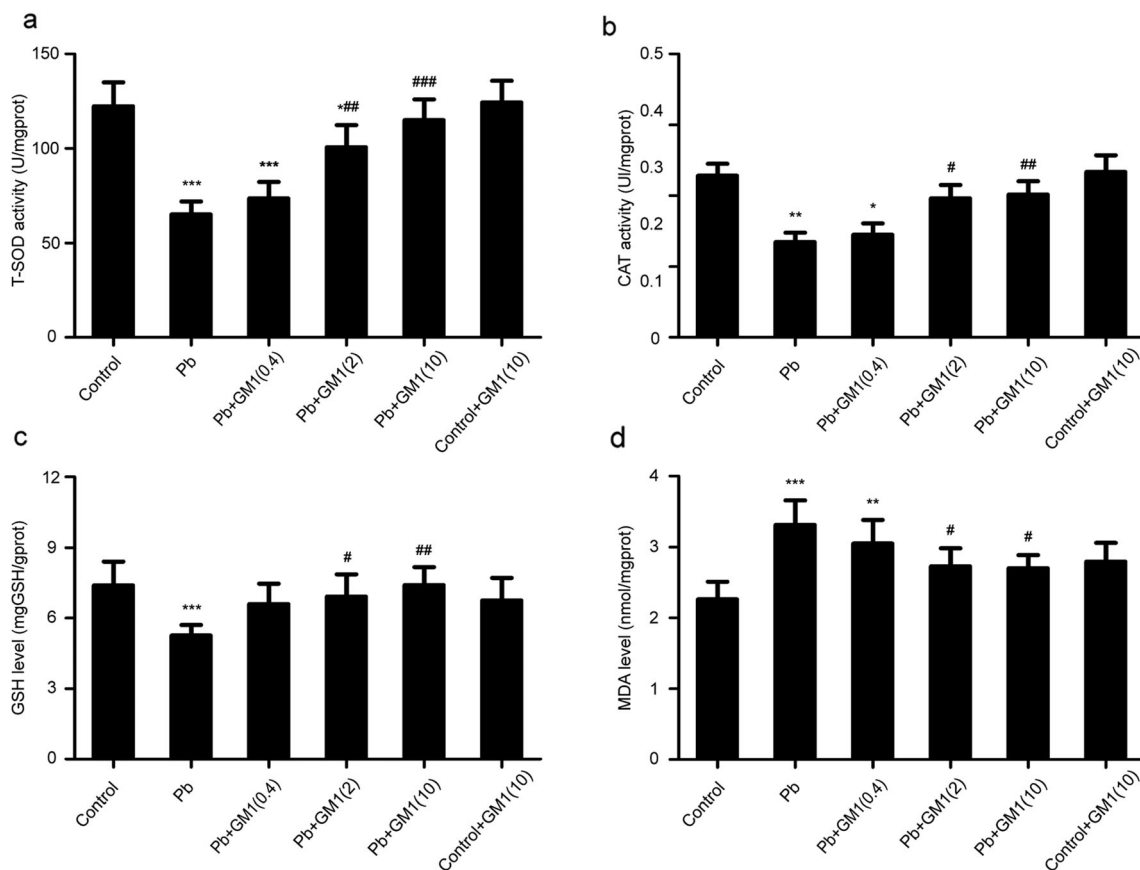 a
T-SOD activity (U/mgprot)
150
100
50
0
***
***
*##
###
Control
Pb
Pb+GM1(0.4)
Pb+GM1(2)
Pb+GM1(10)
Control+GM1(10)
b
CAT activity (UI/mgprot)
0.5
0.3
0.2
0.1
0
**
*
#
##
Control
Pb
Pb+GM1(0.4)
Pb+GM1(2)
Pb+GM1(10)
Control+GM1(10)
c
GSH level (mgGSH/gprot)
12
9
6
3
0
***
#
##
Control
Pb
Pb+GM1(0.4)
Pb+GM1(2)
Pb+GM1(10)
Control+GM1(10)
d
MDA level (nmol/mgprot)
4
3
2
1
0
***
**
#
#
Control
Pb
Pb+GM1(0.4)
Pb+GM1(2)
Pb+GM1(10)
Control+GM1(10)